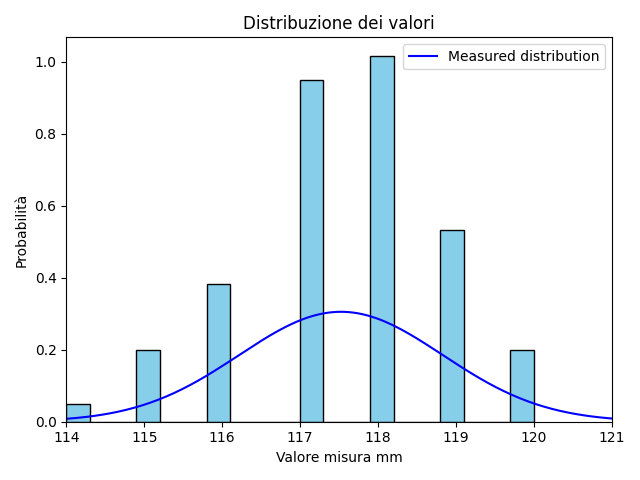 Distribuzione dei valori
Measured distribution
1.0
0.8
0.6
0.4
0.2
0.0
Probabilità
114 115 116 117 118 119 120 121
Valore misura mm